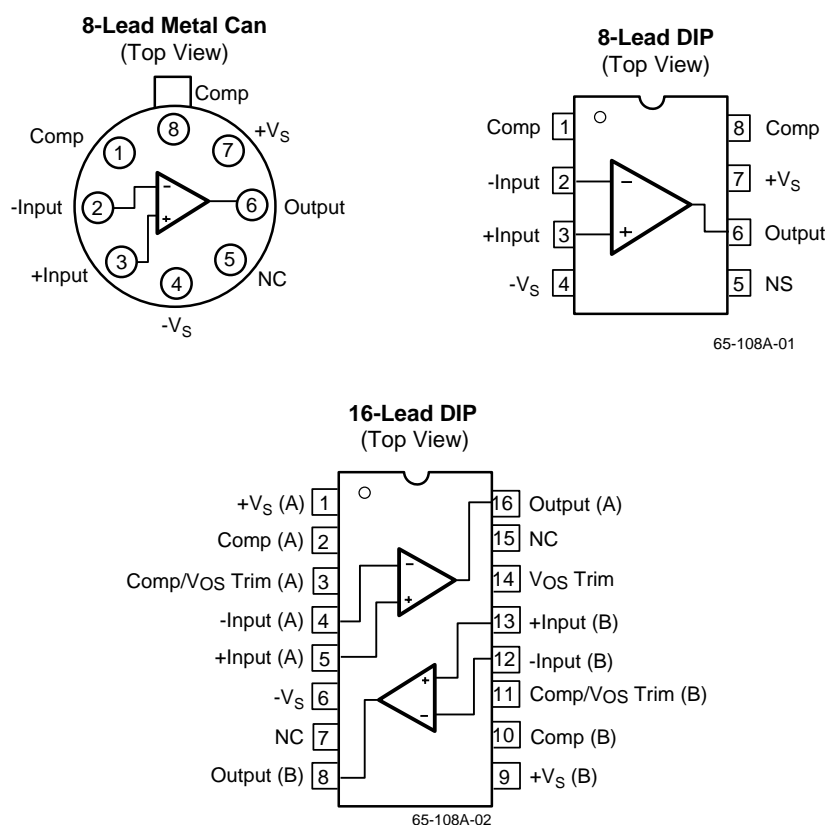 8-Lead Metal Can
(Top View)
Comp
8
Comp
1
+VS
7
-Input
2
-
6
Output
+
+Input
3
5
NC
4
-VS
8-Lead DIP
(Top View)
Comp 1 8 Comp
-Input 2 - 7 +VS
+Input 3 + 6 Output
-VS 4 5 NS
65-108A-01
16-Lead DIP
(Top View)
+VS (A) 1 16 Output (A)
Comp (A) 2 15 NC
Comp/VOS Trim (A) 3 - 14 VOS Trim
-Input (A) 4 + 13 +Input (B)
+Input (A) 5 12 -Input (B)
-VS 6 + 11 Comp/VOS Trim (B)
NC 7 - 10 Comp (B)
Output (B) 8 9 +VS (B)
65-108A-02